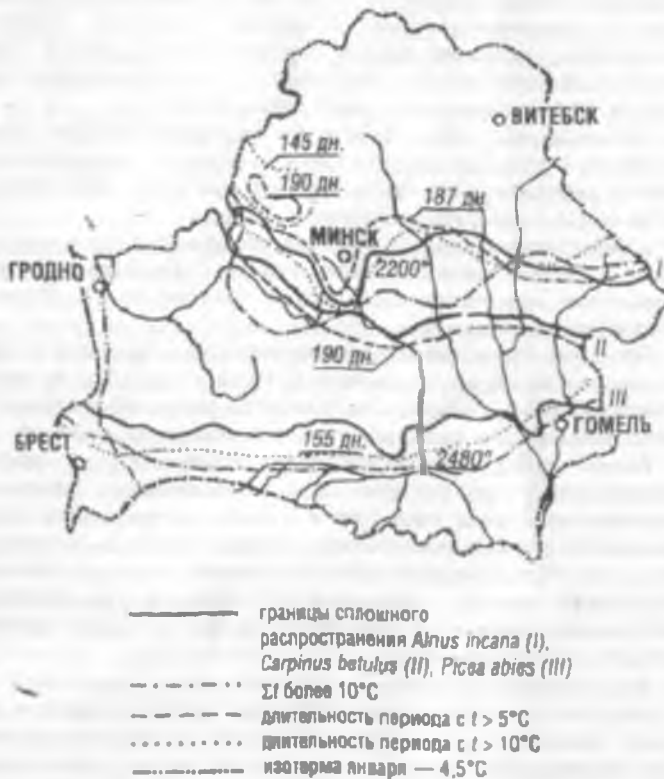 ВИТЕБСК
145 дн.
190 дн.
187 дн
МИНСК
2200°
ГРОДНО
I
II
190 дн.
III
БРЕСТ
155 дн.
ГОМЕЛЬ
2480°
границы сплошного
распространения Alnus incana (I),
Carpinus betulus (II), Picea abies (III)
Σt более 10°С
длительность периода с t > 5°С
длительность периода с t > 10°С
изотерма января — 4,5°С